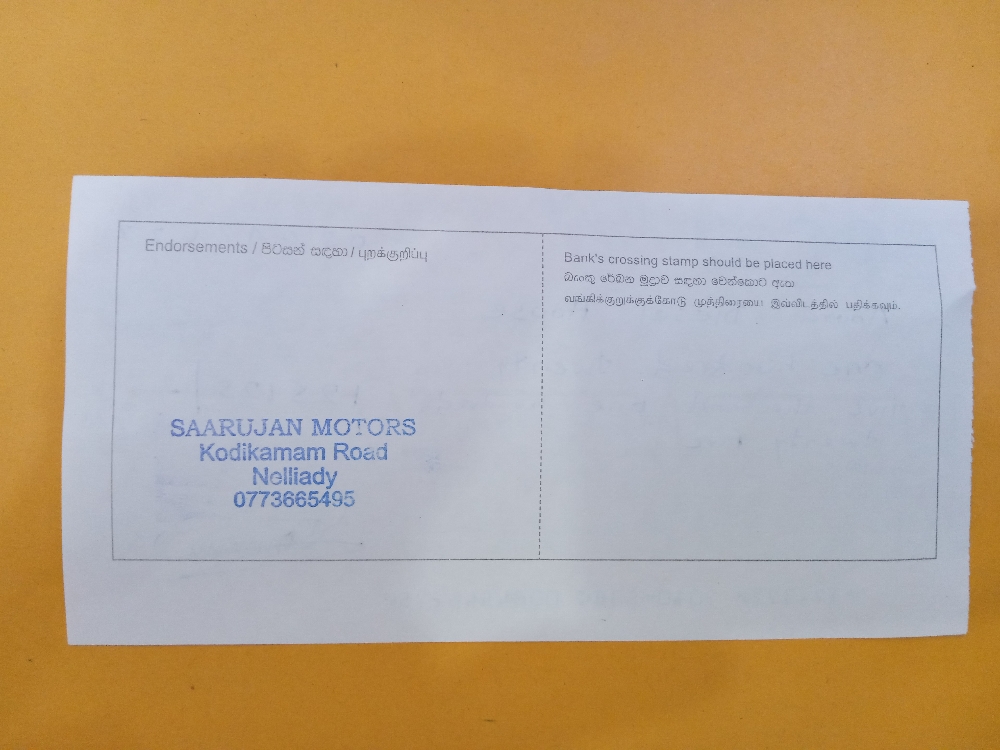 Endorsements / පිටසන් සඳහා / புறக்குறிப்பு
Bank's crossing stamp should be placed here
බැංකු රේඛන මුද්‍රාව සඳහා වෙන්කොට ඇත
வங்கிக்குறுக்குக்கோடு முத்திரையை இவ்விடத்தில் பதிக்கவும்.
SAARUJAN MOTORS
Kodikamam Road
Nelliady
0773665495